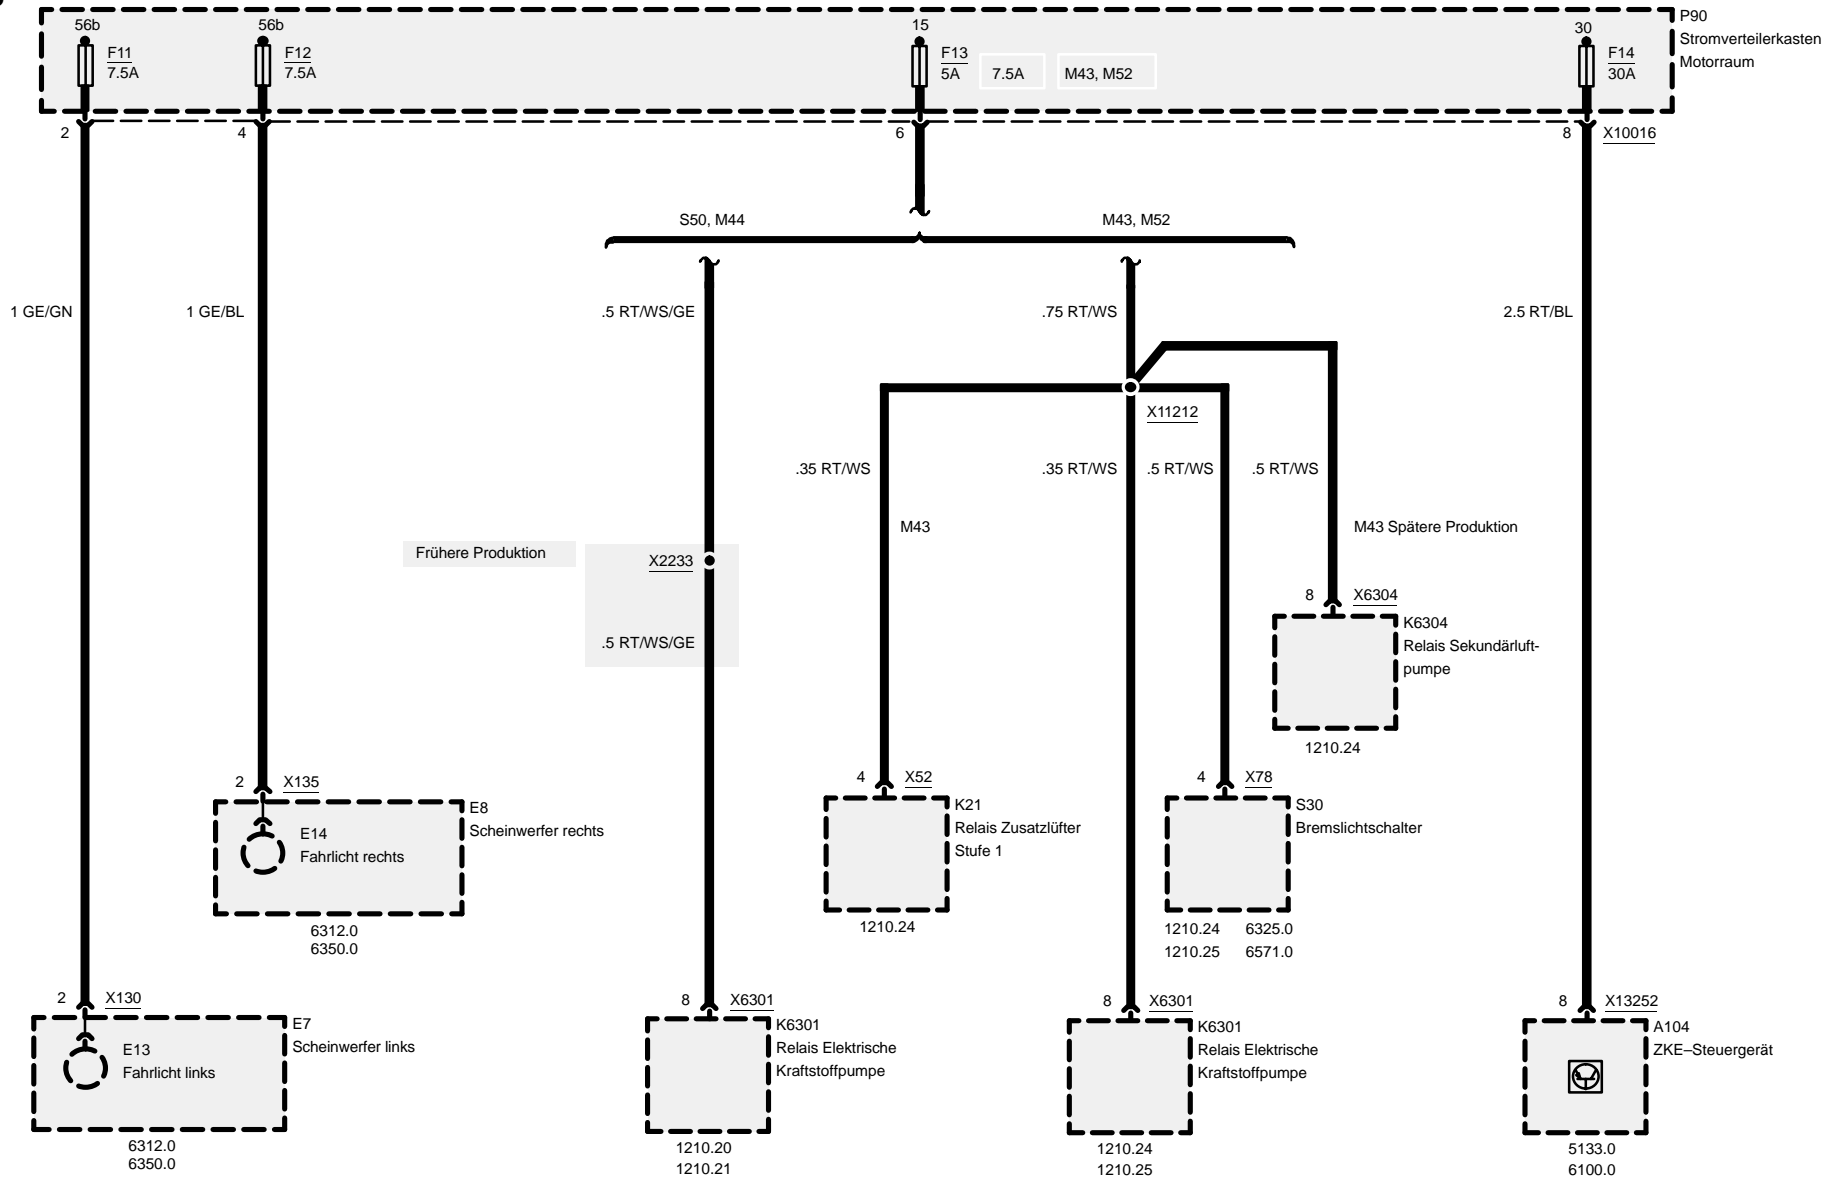 56b
56b
15
30
P90
Stromverteilerkasten
Motorraum
F11
7.5A
F12
7.5A
F13
5A
7.5A
M43, M52
F14
30A
2
4
6
8
X10016
S50, M44
M43, M52
1 GE/GN
1 GE/BL
.5 RT/WS/GE
.75 RT/WS
2.5 RT/BL
X11212
.35 RT/WS
.35 RT/WS
.5 RT/WS
.5 RT/WS
M43
M43 Spätere Produktion
Frühere Produktion
X2233
.5 RT/WS/GE
8
X6304
K6304
Relais Sekundärluft-
pumpe
1210.24
2
X135
E8
Scheinwerfer rechts
E14
Fahrlicht rechts
6312.0
6350.0
4
X52
K21
Relais Zusatzlüfter
Stufe 1
1210.24
4
X78
S30
Bremslichtschalter
1210.24
6325.0
1210.25
6571.0
2
X130
E7
Scheinwerfer links
E13
Fahrlicht links
6312.0
6350.0
8
X6301
K6301
Relais Elektrische
Kraftstoffpumpe
1210.20
1210.21
8
X6301
K6301
Relais Elektrische
Kraftstoffpumpe
1210.24
1210.25
8
X13252
A104
ZKE–Steuergerät
5133.0
6100.0